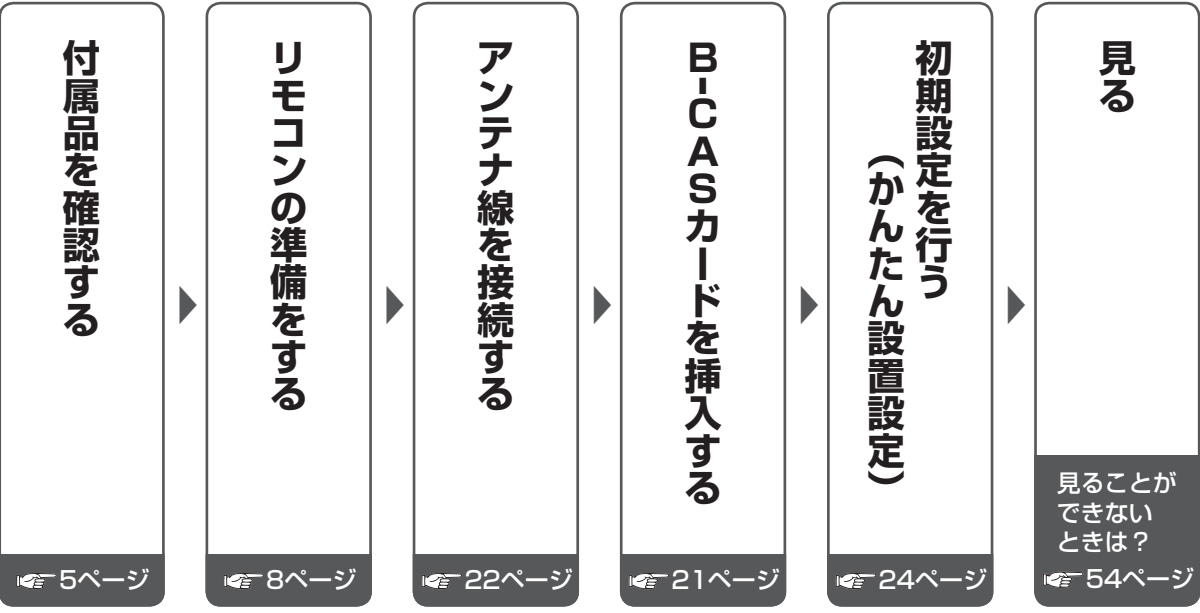 付属品を確認する
☞5ページ
リモコンの準備をする
☞8ページ
アンテナ線を接続する
☞22ページ
B-CASカードを挿入する
☞21ページ
初期設定を行う
（かんたん設置設定）
☞24ページ
見る
見ることが
できない
ときは？
☞54ページ